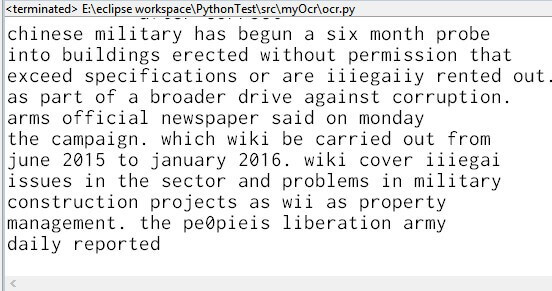 <terminated> E:\eclipse workspace\PythonTest\src\myOcr\ocr.py
chinese military has begun a six month probe
into buildings erected without permission that
exceed specifications or are iiiegaiiy rented out.
as part of a broader drive against corruption.
arms official newspaper said on monday
the campaign. which wiki be carried out from
june 2015 to january 2016. wiki cover iiiegai
issues in the sector and problems in military
construction projects as wii as property
management. the pe0pieis liberation army
daily reported